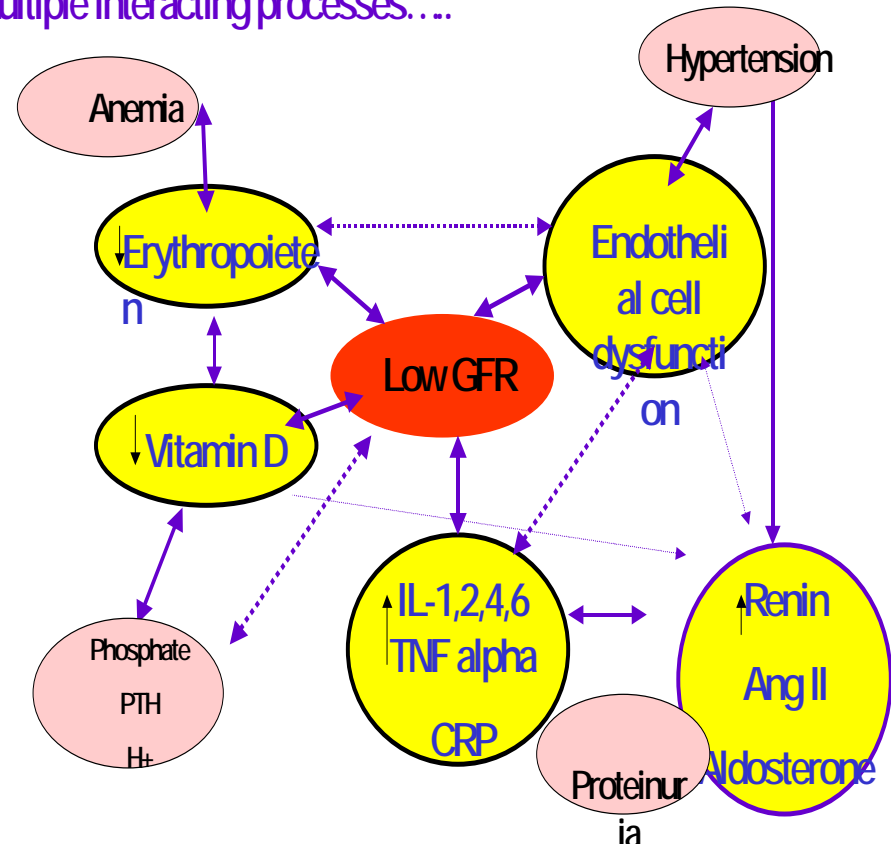 ultiple interacting processes…..
Hypertension
Anemia
↓Erythropoiete
n
Endotheli
al cell
dysfuncti
on
Low GFR
↓Vitamin D
↑IL-1,2,4,6
TNF alpha
CRP
↑Renin
Ang II
Aldosterone
Phosphate
PTH
H+
Proteinur
ia